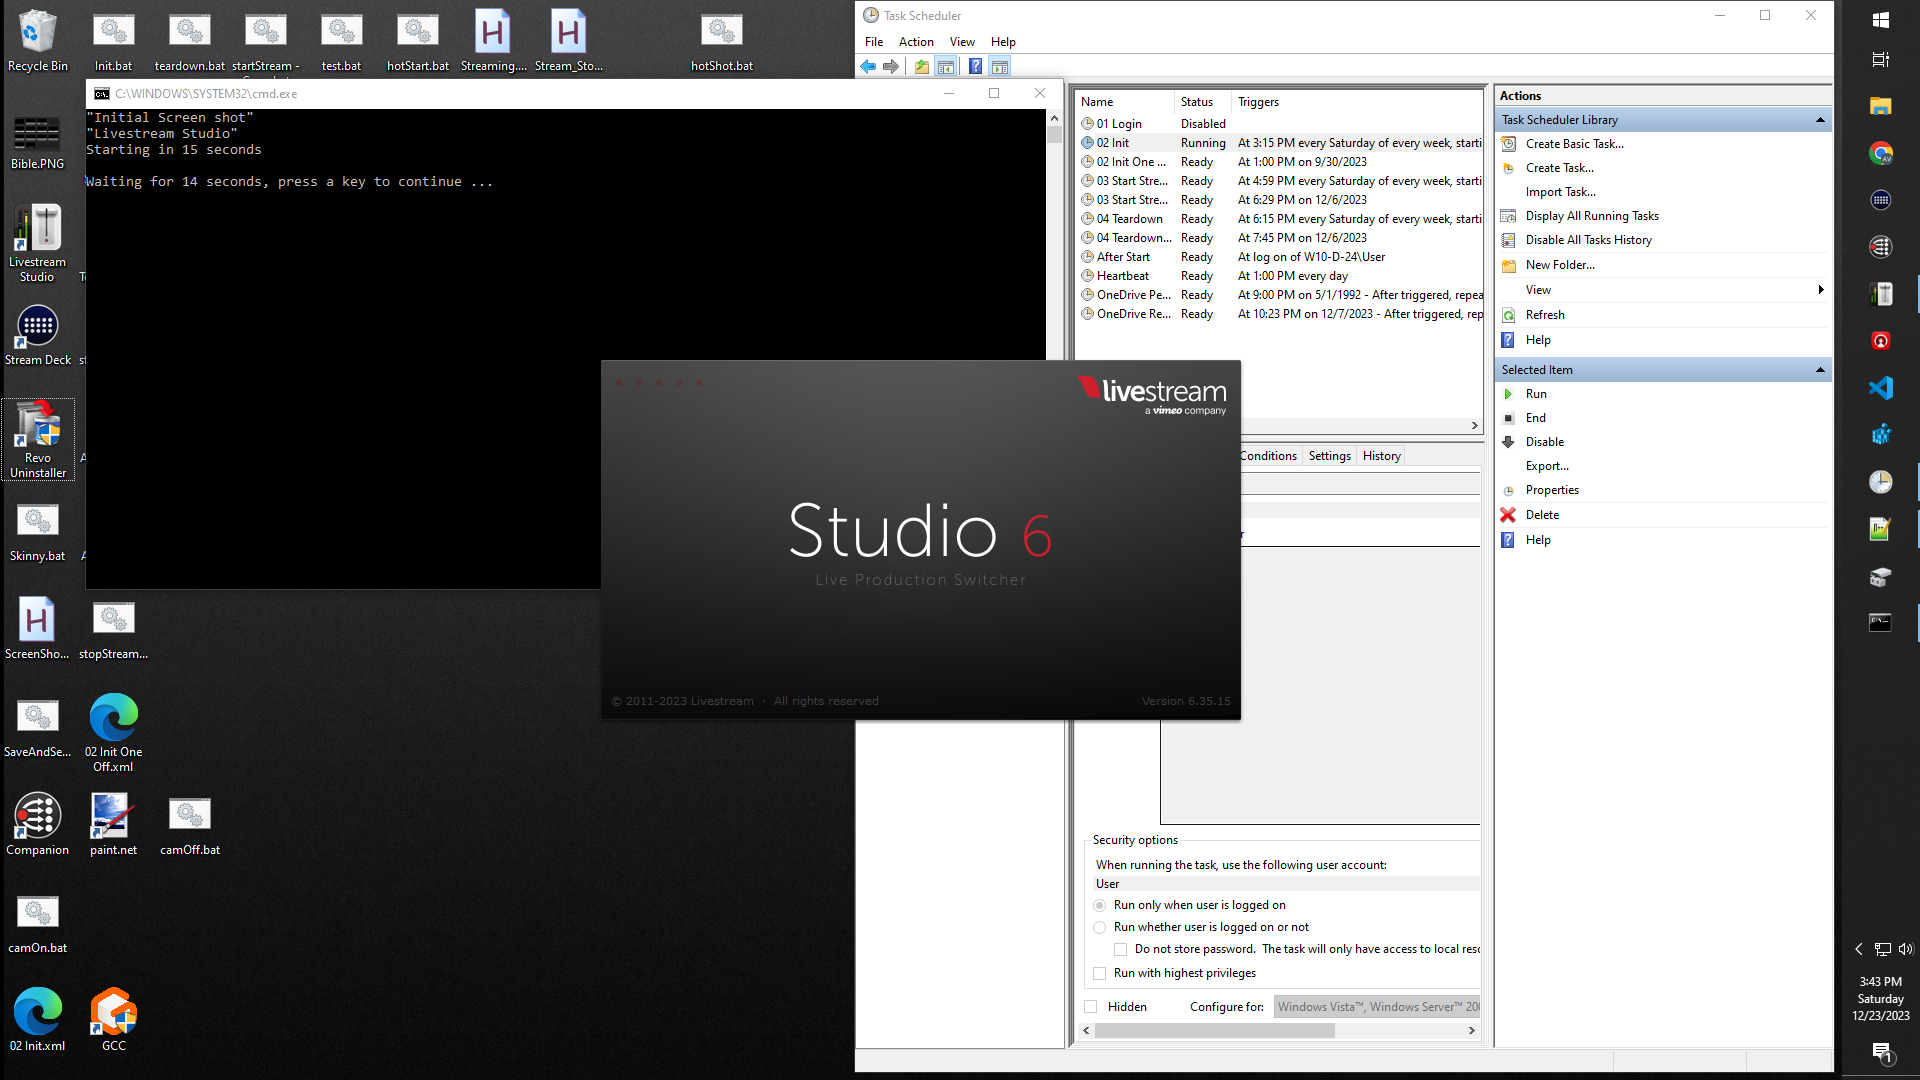 Recycle Bin
Init.bat
teardown.bat
startStream -
test.bat
hotStart.bat
Streaming....
Stream_Sto...
hotShot.bat
Bible.PNG
Livestream
Studio
Stream Deck
Revo
Uninstaller
Skinny.bat
ScreenSho...
stopStream...
SaveAndSe...
02 Init One
Off.xml
Companion
paint.net
camOff.bat
camOn.bat
02 Init.xml
GCC
C:\WINDOWS\SYSTEM32\cmd.exe
"Initial Screen shot"
"Livestream Studio"
Starting in 15 seconds
Waiting for 14 seconds, press a key to continue ...
livestream
a vimeo company
Studio 6
Live Production Switcher
© 2011-2023 Livestream · All rights reserved
Version 6.35.15
Task Scheduler
File Action View Help
Name Status Triggers
01 Login Disabled
02 Init Running At 3:15 PM every Saturday of every week, starti
02 Init One ... Ready At 1:00 PM on 9/30/2023
03 Start Stre... Ready At 4:59 PM every Saturday of every week, starti
03 Start Stre... Ready At 6:29 PM on 12/6/2023
04 Teardown Ready At 6:15 PM every Saturday of every week, starti
04 Teardown... Ready At 7:45 PM on 12/6/2023
After Start Ready At log on of W10-D-24\User
Heartbeat Ready At 1:00 PM every day
OneDrive Pe... Ready At 9:00 PM on 5/1/1992 - After triggered, repea
OneDrive Re... Ready At 10:23 PM on 12/7/2023 - After triggered, rep
Conditions Settings History
Security options
When running the task, use the following user account:
User
Run only when user is logged on
Run whether user is logged on or not
Do not store password. The task will only have access to local reso
Run with highest privileges
Hidden Configure for: Windows Vista™, Windows Server™ 200
Actions
Task Scheduler Library
Create Basic Task...
Create Task...
Import Task...
Display All Running Tasks
Disable All Tasks History
New Folder...
View
Refresh
Help
Selected Item
Run
End
Disable
Export...
Properties
Delete
Help
3:43 PM
Saturday
12/23/2023
1